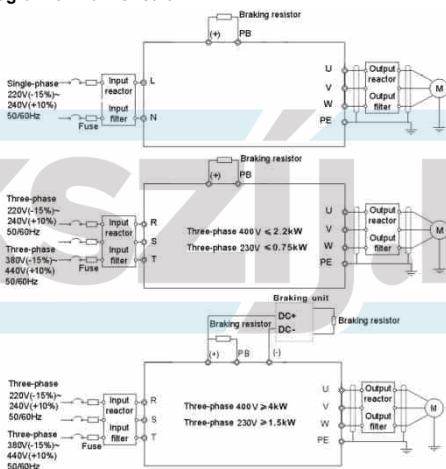 Braking resistor
(+) PB
Single-phase
220V(-15%)~
240V(+10%)
50/60Hz
Fuse
Input
reactor
Input
filter
L
N
U
V
W
PE
Output
reactor
Output
filter
M
Braking resistor
(+) PB
Three-phase
220V(-15%)~
240V(+10%)
50/60Hz
Three-phase
380V(-15%)~
440V(+10%)
50/60Hz
Fuse
Input
reactor
Input
filter
R
S
T
Three-phase 400V ≤2.2kW
Three-phase 230V ≤0.75kW
U
V
W
PE
Output
reactor
Output
filter
M
Braking unit
DC+
DC-
Braking resistor
Braking resistor
(+) PB (-)
Three-phase
220V(-15%)~
240V(+10%)
50/60Hz
Three-phase
380V(-15%)~
440V(+10%)
50/60Hz
Fuse
Input
reactor
Input
filter
R
S
T
Three-phase 400V ≥4kW
Three-phase 230V ≥1.5kW
U
V
W
PE
Output
reactor
Output
filter
M